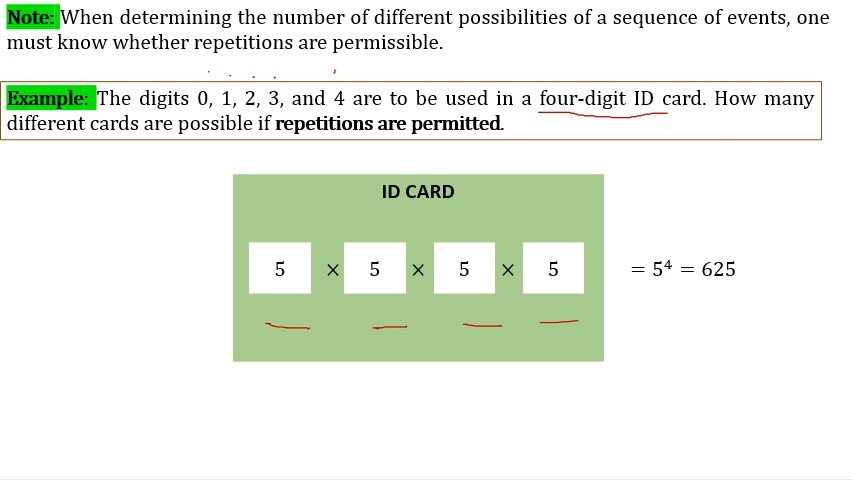 Note: When determining the number of different possibilities of a sequence of events, one
must know whether repetitions are permissible.
Example: The digits 0, 1, 2, 3, and 4 are to be used in a four-digit ID card. How many
different cards are possible if repetitions are permitted.
ID CARD
5 × 5 × 5 × 5 = 5⁴ = 625